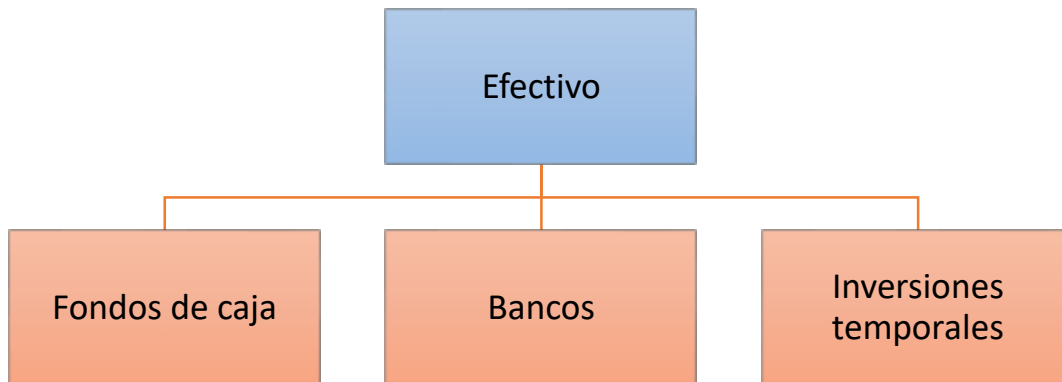 Efectivo
Fondos de caja
Bancos
Inversiones
temporales